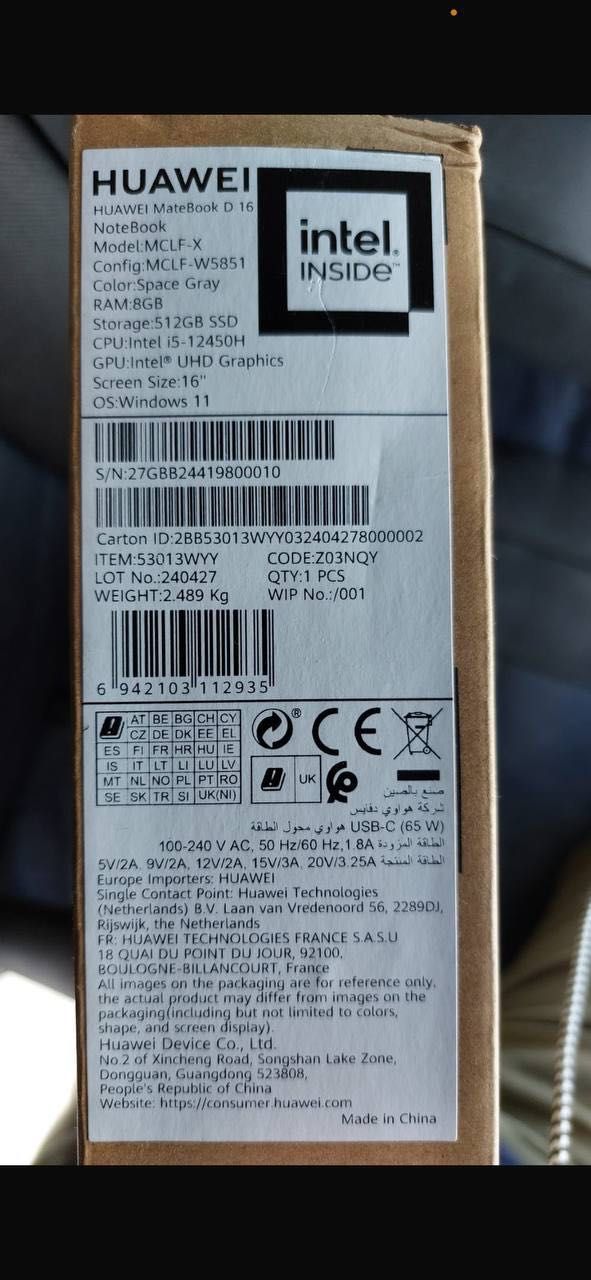 HUAWEI
HUAWEI MateBook D 16
NoteBook
Model:MCLF-X
Config:MCLF-W5851
Color:Space Gray
RAM:8GB
Storage:512GB SSD
CPU:Intel i5-12450H
GPU:Intel® UHD Graphics
Screen Size:16"
OS:Windows 11
intel®
INSIDE™
S/N:27GBB24419800010
Carton ID:2BB53013WYY032404278000002
ITEM:53013WYY CODE:Z03NQY
LOT No.:240427 QTY:1 PCS
WEIGHT:2.489 Kg WIP No.:/001
6 942103 112935
AT BE BG CH CY
CZ DE DK EE EL
ES FI FR HR HU IE
IS IT LT LI LU LV
MT NL NO PL PT RO
SE SK TR SI UK(NI)
®
CE
UK
صنع بالصين
شركة هواوي دفايس
هواوي محول الطاقة USB-C (65 W)
الطاقة المزودة 100-240 V AC, 50 Hz/60 Hz,1.8A
الطاقة المنتجة 5V/2A, 9V/2A, 12V/2A, 15V/3A, 20V/3.25A
Europe Importers: HUAWEI
Single Contact Point: Huawei Technologies
(Netherlands) B.V. Laan van Vredenoord 56, 2289DJ,
Rijswijk, the Netherlands
FR: HUAWEI TECHNOLOGIES FRANCE S.A.S.U
18 QUAI DU POINT DU JOUR, 92100,
BOULOGNE-BILLANCOURT, France
All images on the packaging are for reference only,
the actual product may differ from images on the
packaging(including but not limited to colors,
shape, and screen display).
Huawei Device Co., Ltd.
No.2 of Xincheng Road, Songshan Lake Zone,
Dongguan, Guangdong 523808,
People's Republic of China
Website: https://consumer.huawei.com
Made in China